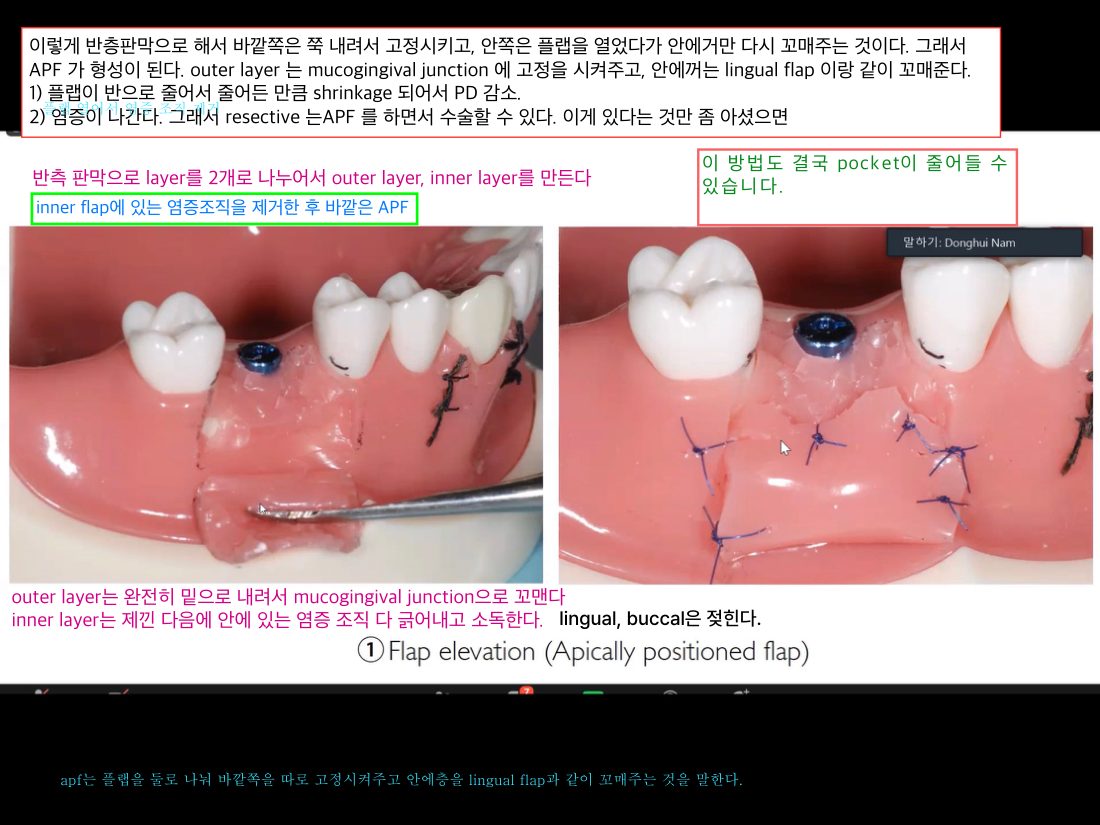 이렇게 반층판막으로 해서 바깥쪽은 쭉 내려서 고정시키고, 안쪽은 플랩을 열었다가 안에거만 다시 꼬매주는 것이다. 그래서
APF 가 형성이 된다. outer layer 는 mucogingival junction 에 고정을 시켜주고, 안에꺼는 lingual flap 이랑 같이 꼬매준다.
1) 플랩이 반으로 줄어서 줄어든 만큼 shrinkage 되어서 PD 감소.
플랩 열어서 염증 조직 제거
2) 염증이 나간다. 그래서 resective 는APF 를 하면서 수술할 수 있다. 이게 있다는 것만 좀 아셨으면
반측 판막으로 layer를 2개로 나누어서 outer layer, inner layer를 만든다
inner flap에 있는 염증조직을 제거한 후 바깥은 APF
이 방법도 결국 pocket이 줄어들 수
있습니다.
말하기: Donghui Nam
outer layer는 완전히 밑으로 내려서 mucogingival junction으로 꼬맨다
inner layer는 제낀 다음에 안에 있는 염증 조직 다 긁어내고 소독한다.
lingual, buccal은 젖힌다.
① Flap elevation (Apically positioned flap)
7
apf는 플랩을 둘로 나눠 바깥쪽을 따로 고정시켜주고 안에층을 lingual flap과 같이 꼬매주는 것을 말한다.